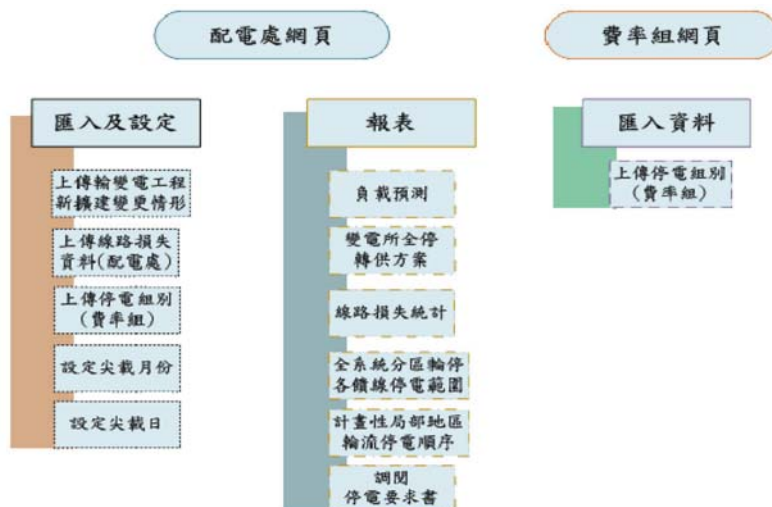 配電處網頁
費率組網頁
匯入及設定
上傳輸變電工程
新擴建變更情形
上傳線路損失
資料(配電處)
上傳停電組別
(費率組)
設定尖載月份
設定尖載日
報表
負載預測
變電所全停
轉供方案
線路損失統計
全系統分區輪停
各饋線停電範圍
計畫性局部地區
輪流停電順序
調閱
停電要求書
匯入資料
上傳停電組別
(費率組)